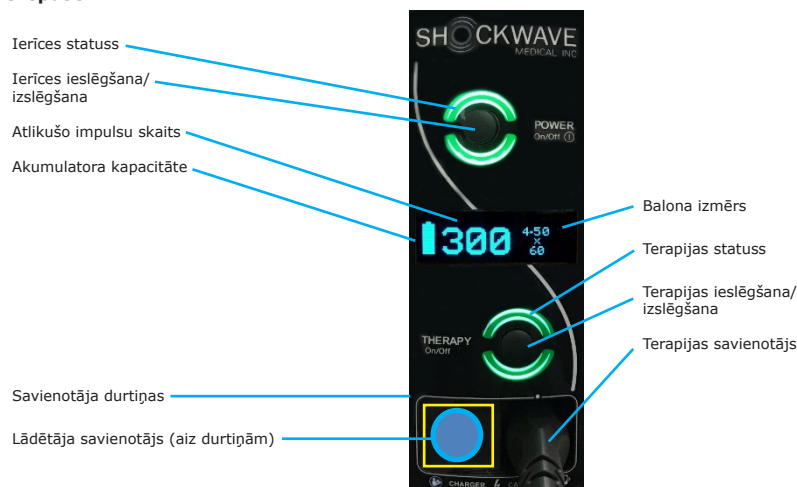 Ierīces statuss
Ierīces ieslēgšana/
izslēgšana
Atlikušo impulsu skaits
Akumulatora kapacitāte
SHOCKWAVE
MEDICAL INC
POWER
On/Off
300
4.50
x
60
Balona izmērs
Terapijas statuss
Terapijas ieslēgšana/
izslēgšana
Terapijas savienotājs
THERAPY
On/Off
Savienotāja durtiņas
Lādētāja savienotājs (aiz durtiņām)
CHARGER